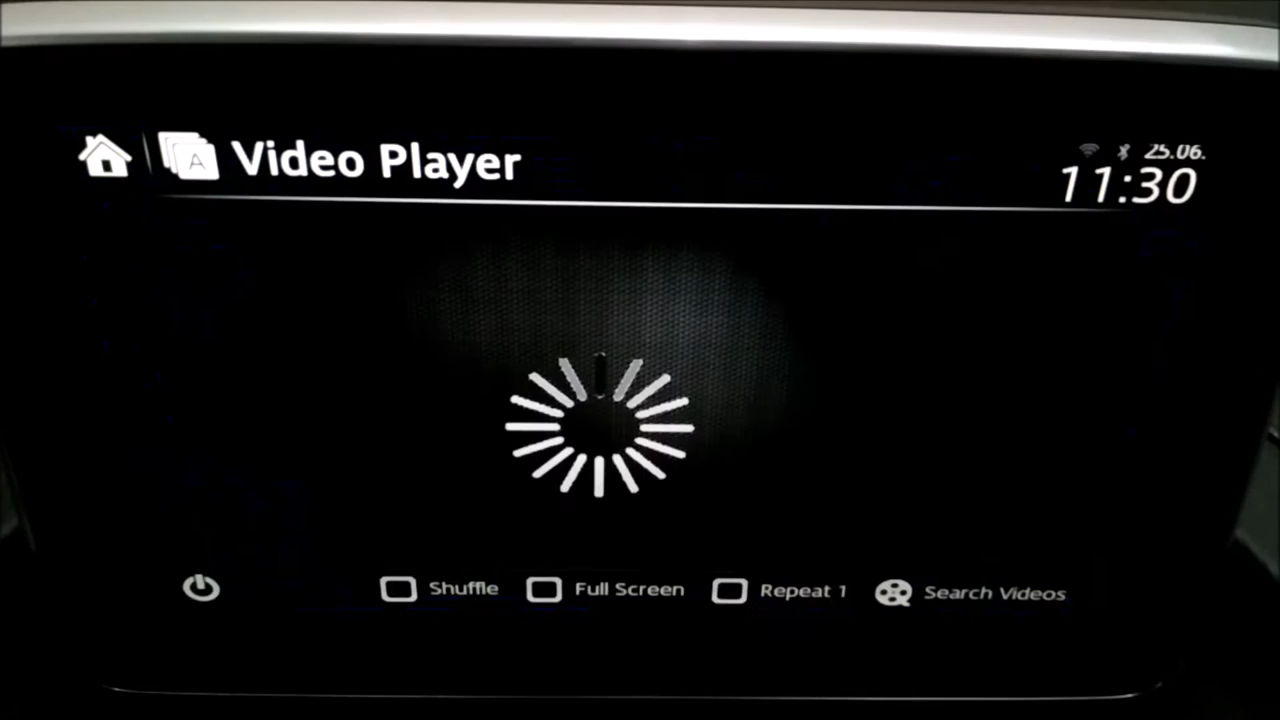 A
Video Player
25.06.
11:30
Shuffle
Full Screen
Repeat 1
Search Videos